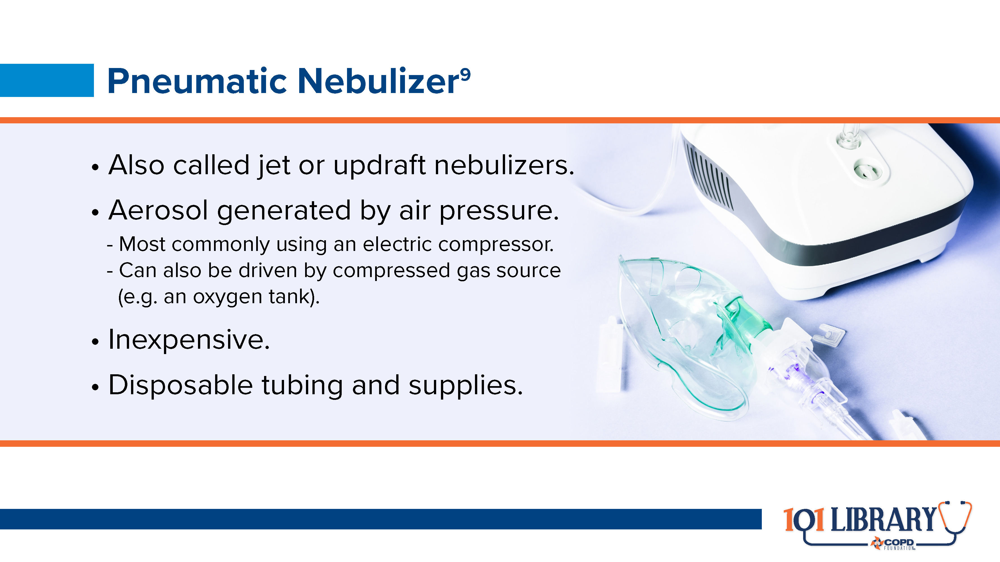 Pneumatic Nebulizer⁹
• Also called jet or updraft nebulizers.
• Aerosol generated by air pressure.
- Most commonly using an electric compressor.
- Can also be driven by compressed gas source
(e.g. an oxygen tank).
• Inexpensive.
• Disposable tubing and supplies.
101 LIBRARY
COPD
FOUNDATION®